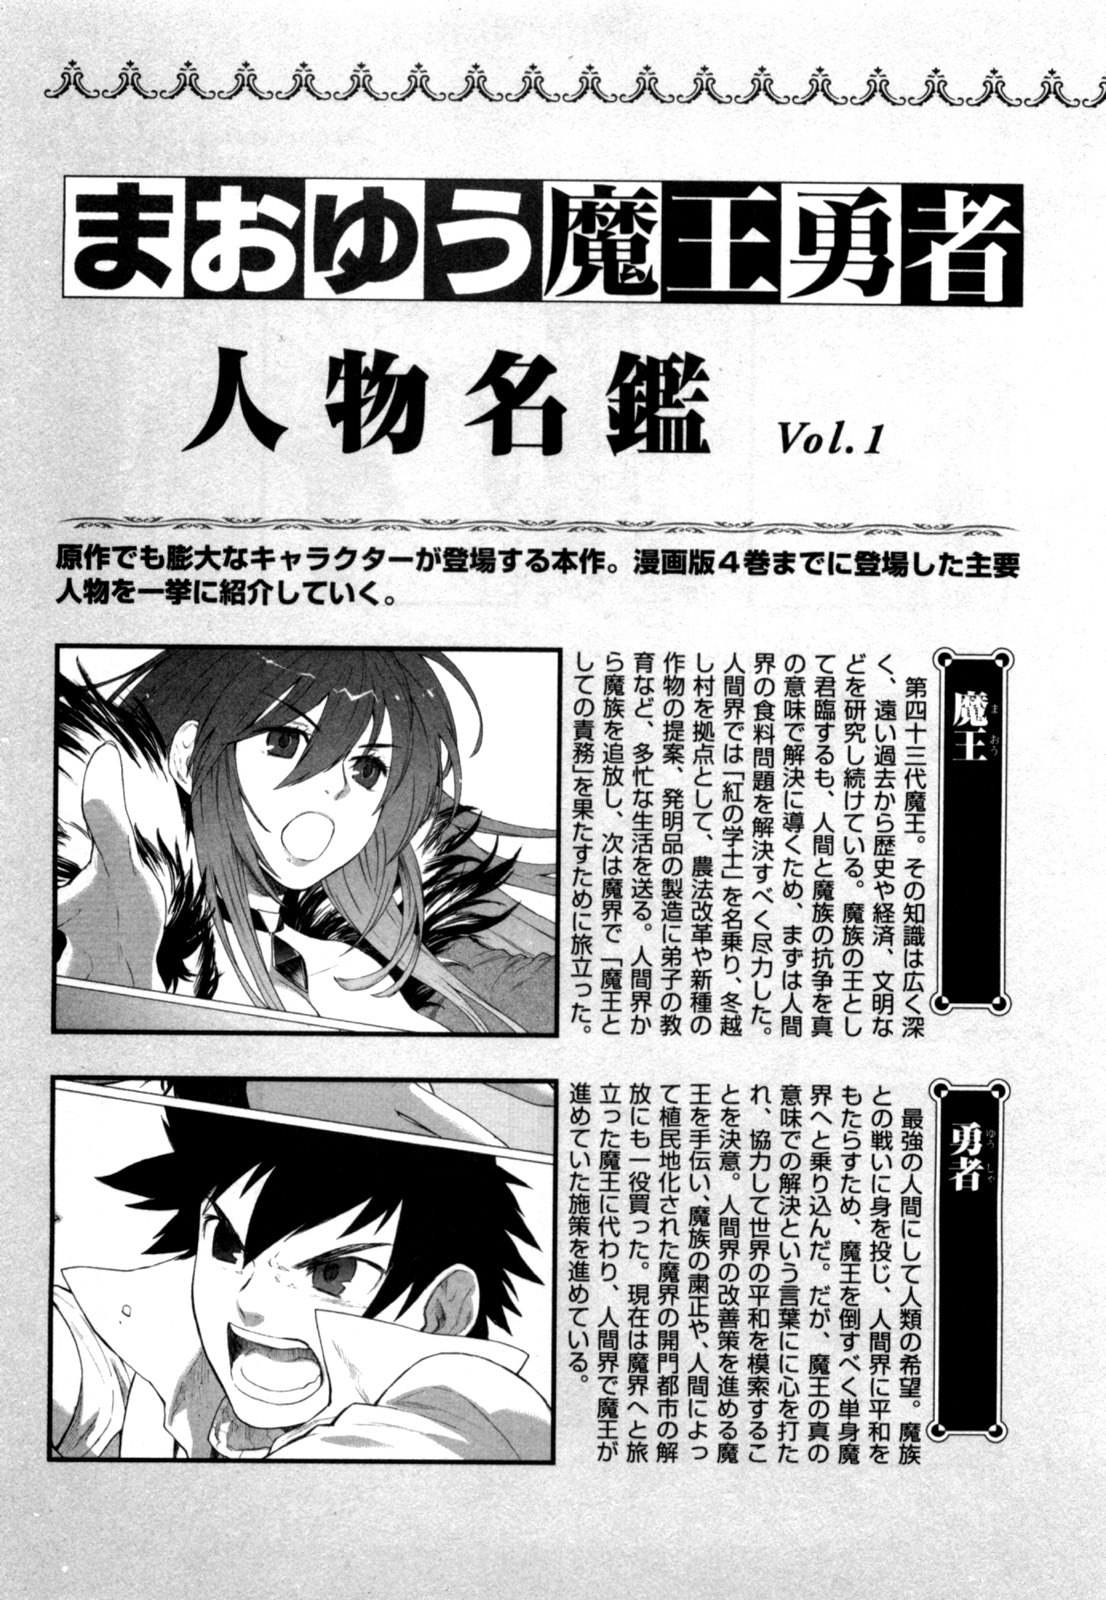 まおゆう魔王勇者
人物名鑑 Vol.1
原作でも膨大なキャラクターが登場する本作。漫画版4巻までに登場した主要
人物を一挙に紹介していく。
魔王
まおう
第四十三代魔王。その知識は広く深
く、遠い過去から歴史や経済、文明な
どを研究し続けている。魔族の王とし
て君臨するも、人間と魔族の抗争を真
の意味で解決に導くため、まずは人間
界の食料問題を解決すべく尽力した。
人間界では「紅の学士」を名乗り、冬越
し村を拠点として、農法改革や新種の
作物の提案、発明品の製造に弟子の教
育など、多忙な生活を送る。人間界か
ら魔族を追放し、次は魔界で「魔王と
しての責務」を果たすために旅立った。
勇者
ゆうしゃ
最強の人間にして人類の希望。魔族
との戦いに身を投じ、人間界に平和を
もたらすため、魔王を倒すべく単身魔
界へと乗り込んだ。だが、魔王の真の
意味での解決という言葉にに心を打た
れ、協力して世界の平和を模索するこ
とを決意。人間界の改善策を進める魔
王を手伝い、魔族の粛正や、人間によっ
て植民地化された魔界の開門都市の解
放にも一役買った。現在は魔界へと旅
立った魔王に代わり、人間界で魔王が
進めていた施策を進めている。